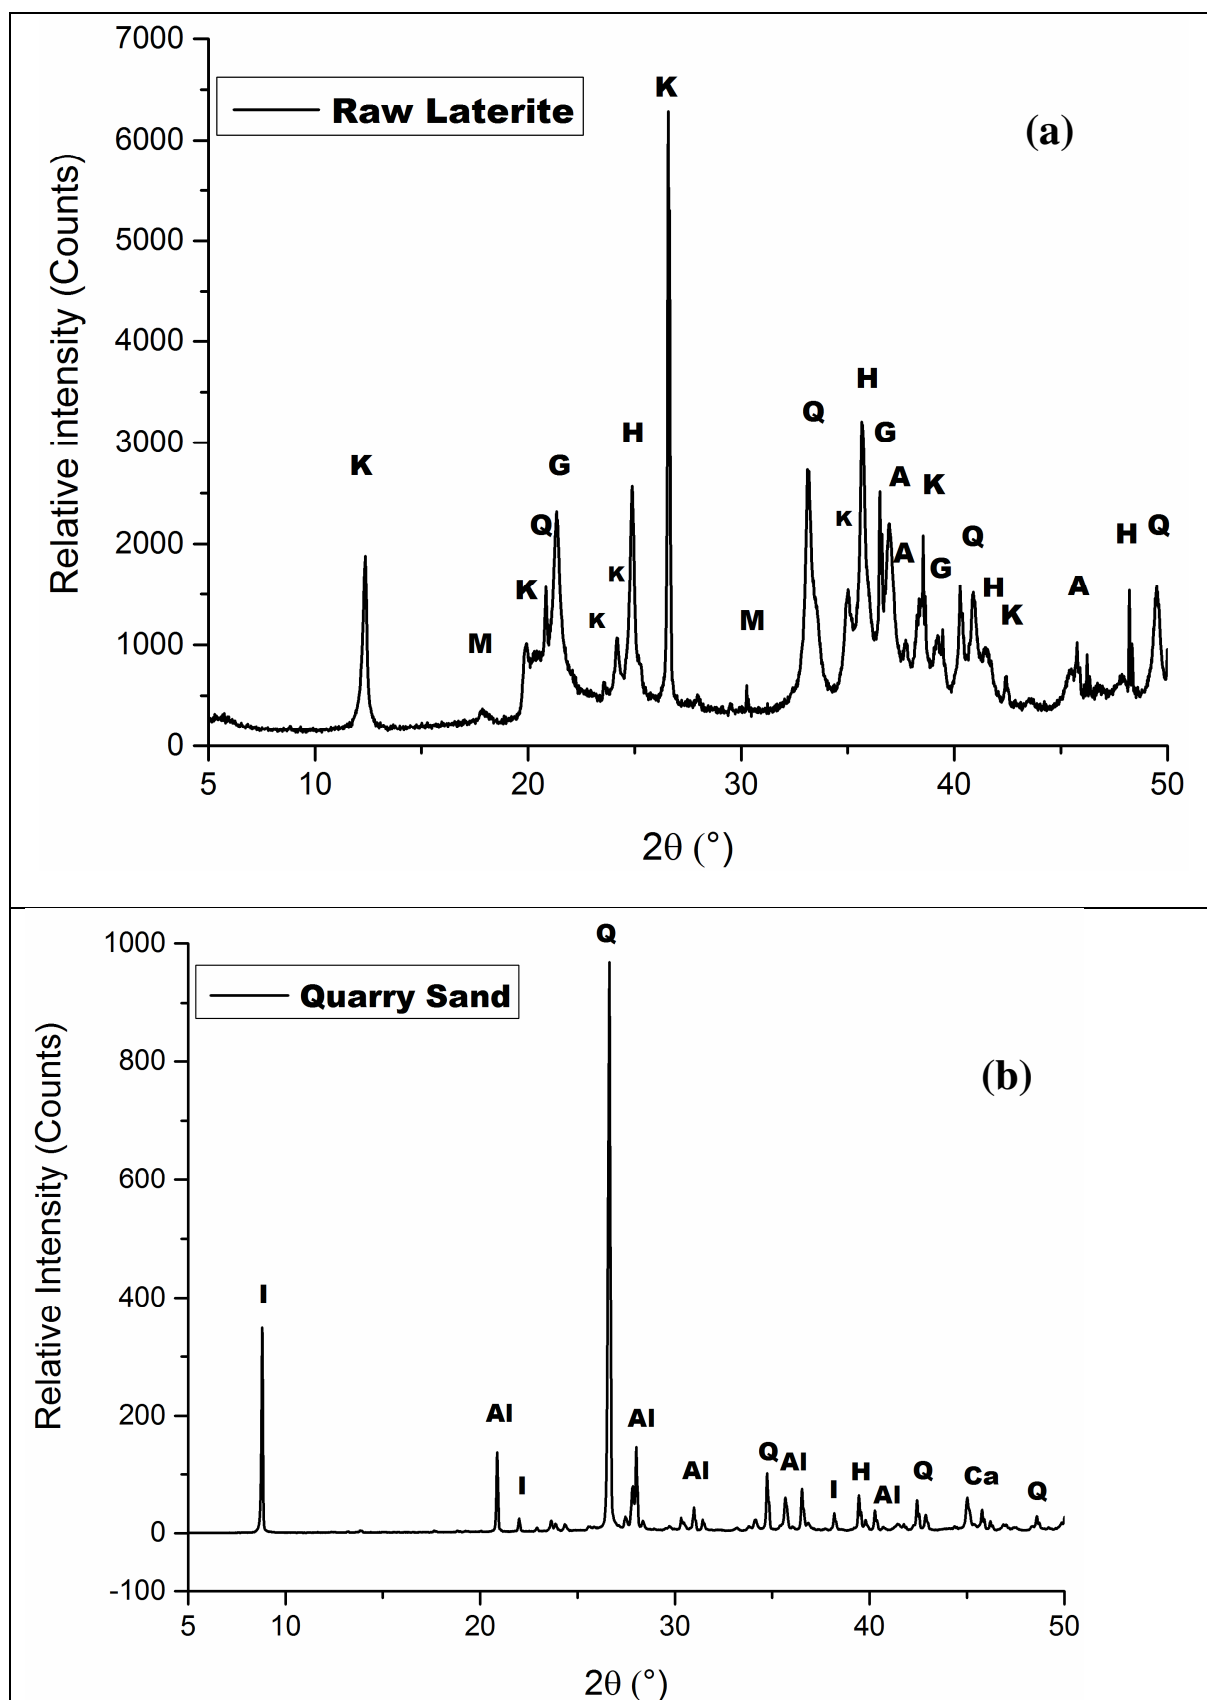 7000
6000
5000
4000
3000
2000
1000
0
Relative intensity (Counts)
Raw Laterite
(a)
K
K
H
Q
H
G
K
G
A
K
Q
K
A
Q
H
Q
K
K
K
G
H
K
A
M
M
5
10
20
30
40
50
2θ (°)
1000
800
600
400
200
0
-100
Relative Intensity (Counts)
Quarry Sand
(b)
Q
I
Al
Al
I
Al
Q
Al
I
H
Al
Q
Ca
Q
5
10
20
30
40
50
2θ (°)